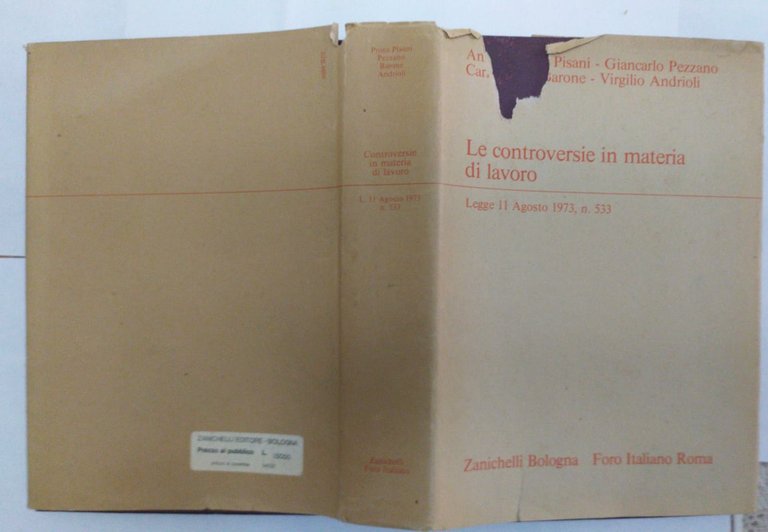 Proto Pisani
Pezzano
Barone
Andrioli
Controversie
in materia
di lavoro
L. 11 Agosto 1973
n. 533
Zanichelli
Foro Italiano
An Pisani - Giancarlo Pezzano
Car. Barone - Virgilio Andrioli
Le controversie in materia
di lavoro
Legge 11 Agosto 1973, n. 533
Zanichelli Bologna Foro Italiano Roma
ZANICHELLI EDITORE - BOLOGNA
Prezzo al pubblico L.